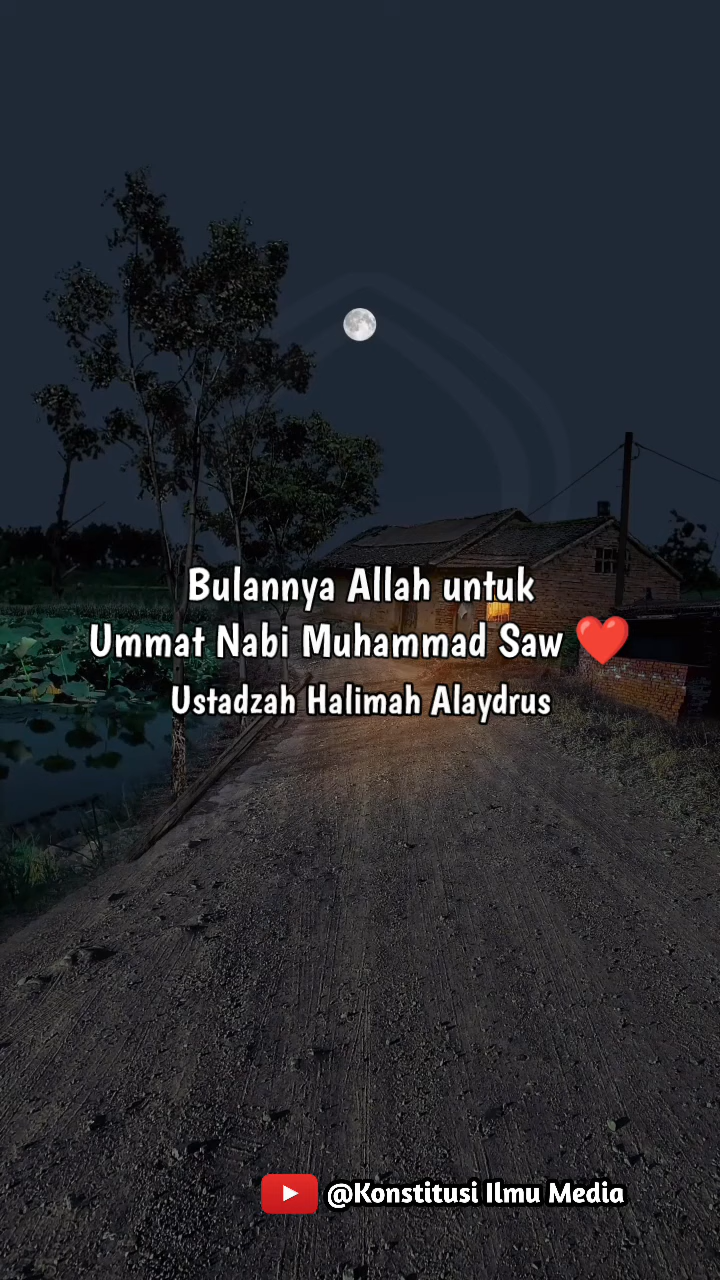 Bulannya Allah untuk
Ummat Nabi Muhammad Saw ❤️
Ustadzah Halimah Alaydrus
@Konstitusi Ilmu Media